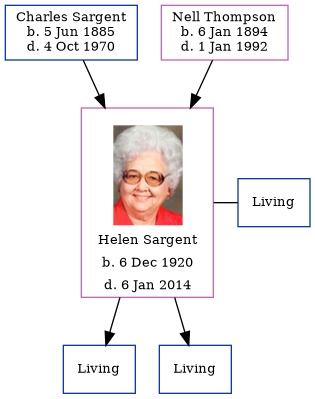 Charles Sargent
b. 5 Jun 1885
d. 4 Oct 1970
Nell Thompson
b. 6 Jan 1894
d. 1 Jan 1992
Helen Sargent
b. 6 Dec 1920
d. 6 Jan 2014
Living
Living
Living